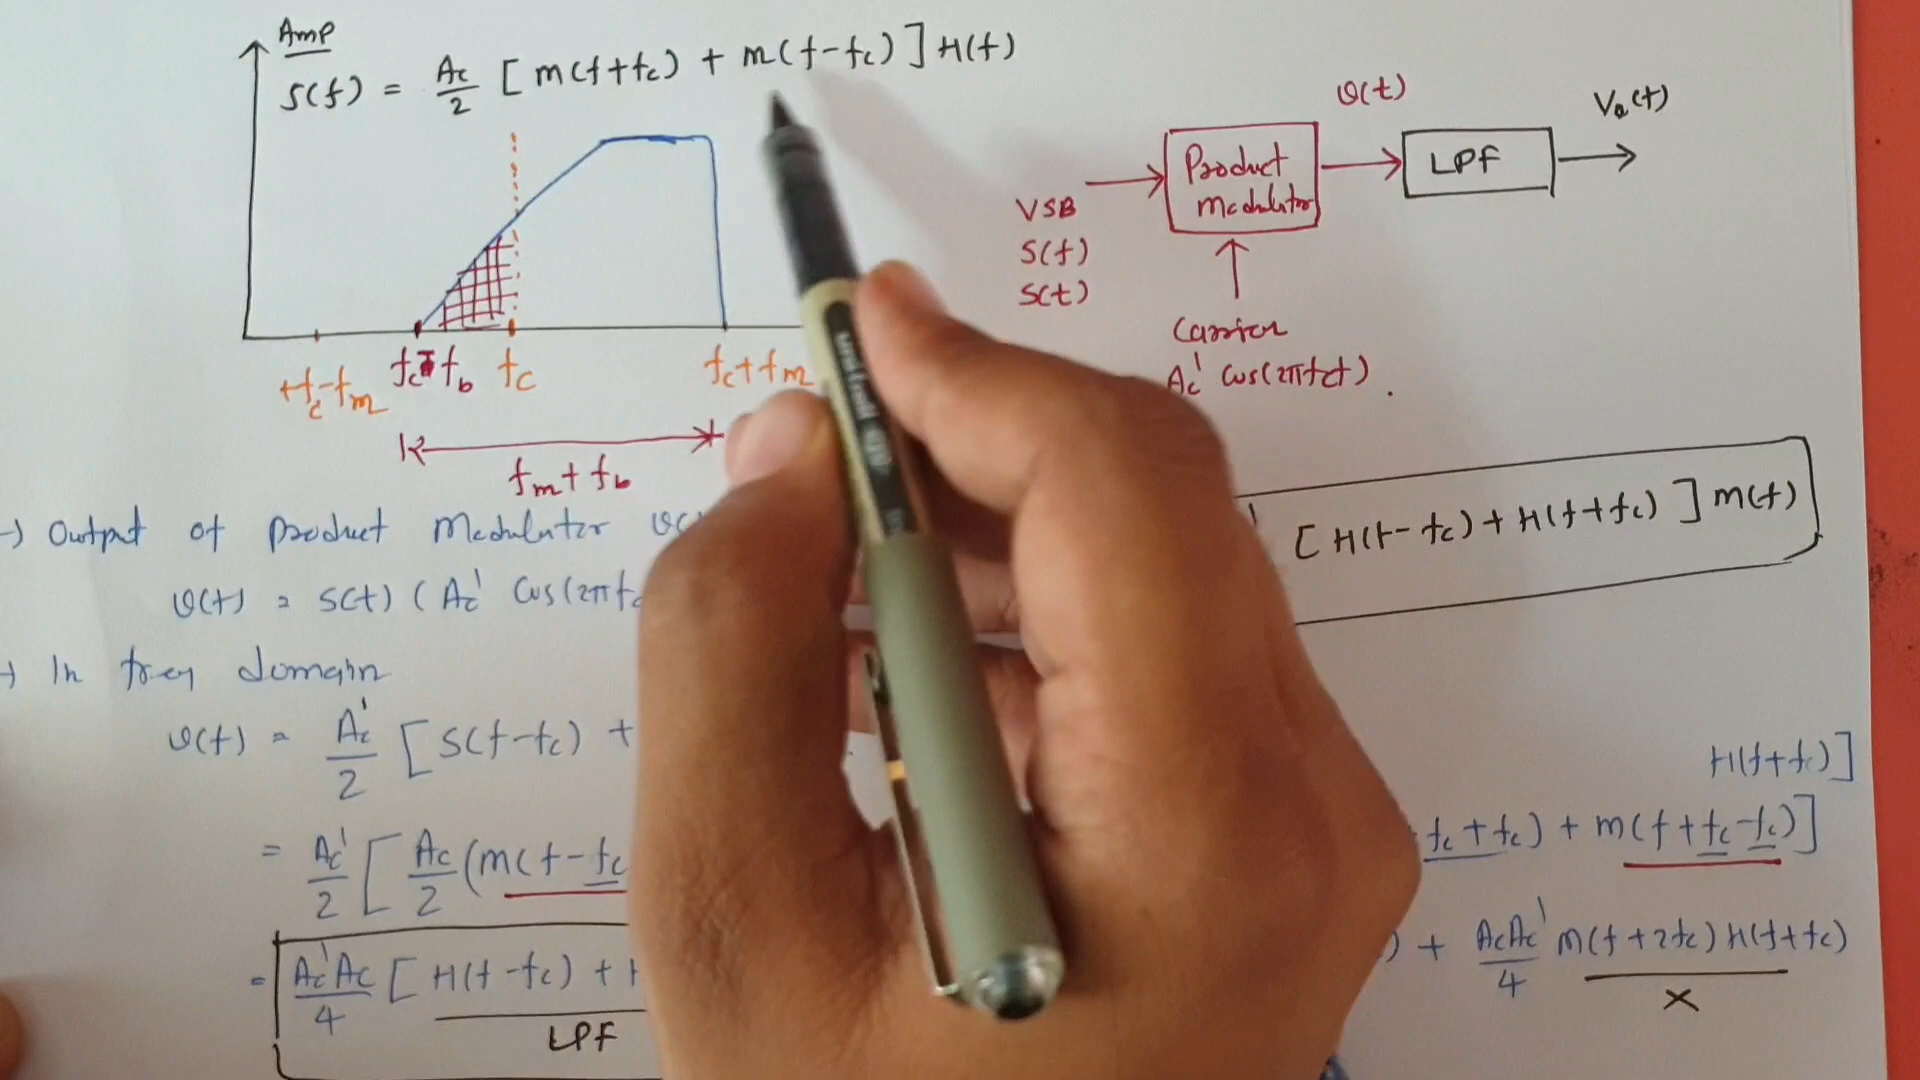 Amp
S(f) = Ac/2 [ m(f+fc) + m(f-fc) ] H(f)
fc-fm fc-fb fc fc+fm
fm + fb
VSB
S(f)
S(t)
Product
Modulator
v(t)
LPF
Vo(t)
Carrier
Ac' Cos(2πfct).
[ H(f-fc) + H(f+fc) ] m(f)
→ Output of Product Modulator
v(t) = S(t) ( Ac' Cos(2πfc
→ In freq domain
v(f) = Ac'/2 [ S(f-fc) +
H(f+fc) ]
= Ac'/2 [ Ac/2 ( m(f-fc
fc+fc) + m(f+fc-fc) ]
= Ac'Ac/4 [ H(f-fc) +
) + AcAc'/4 m(f+2fc) H(f+fc)
LPF
X